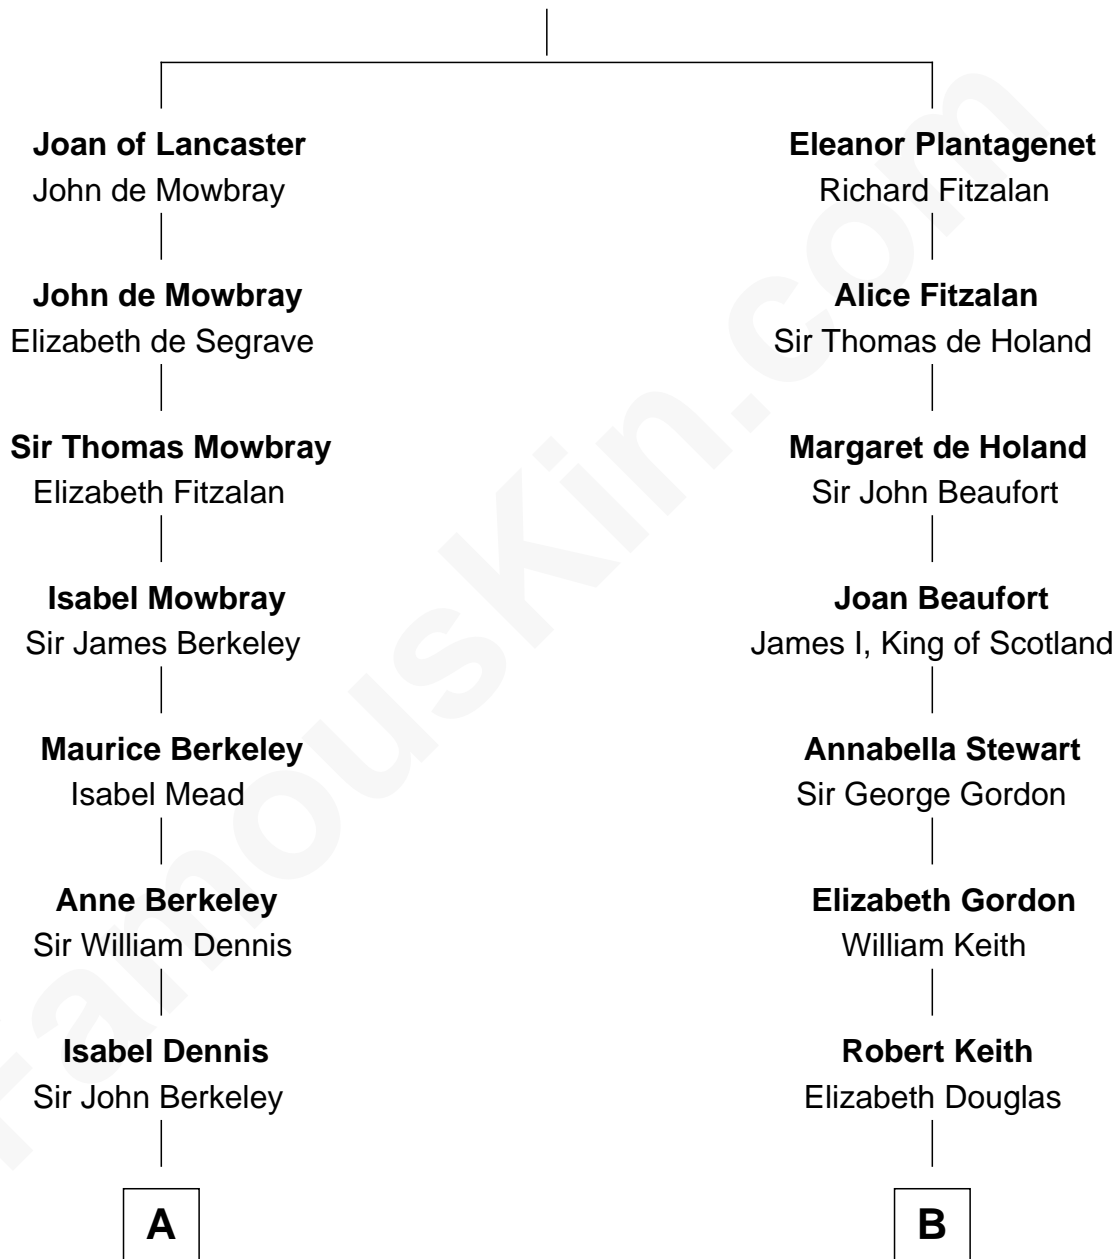 Joan of Lancaster
John de Mowbray
John de Mowbray
Elizabeth de Segrave
Sir Thomas Mowbray
Elizabeth Fitzalan
Isabel Mowbray
Sir James Berkeley
Maurice Berkeley
Isabel Mead
Anne Berkeley
Sir William Dennis
Isabel Dennis
Sir John Berkeley
A
Eleanor Plantagenet
Richard Fitzalan
Alice Fitzalan
Sir Thomas de Holand
Margaret de Holand
Sir John Beaufort
Joan Beaufort
James I, King of Scotland
Annabella Stewart
Sir George Gordon
Elizabeth Gordon
William Keith
Robert Keith
Elizabeth Douglas
B
FamousKin.com